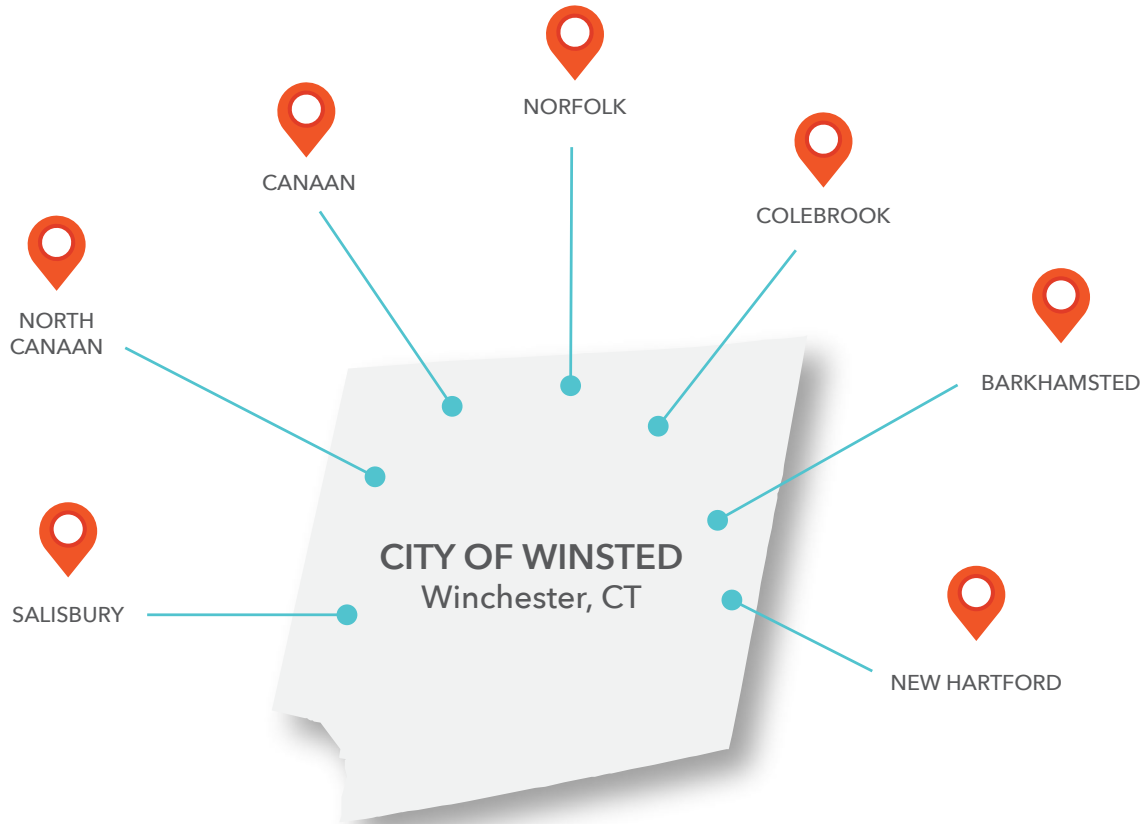 NORFOLK
CANAAN
COLEBROOK
NORTH
CANAAN
BARKHAMSTED
CITY OF WINSTED
Winchester, CT
SALISBURY
NEW HARTFORD